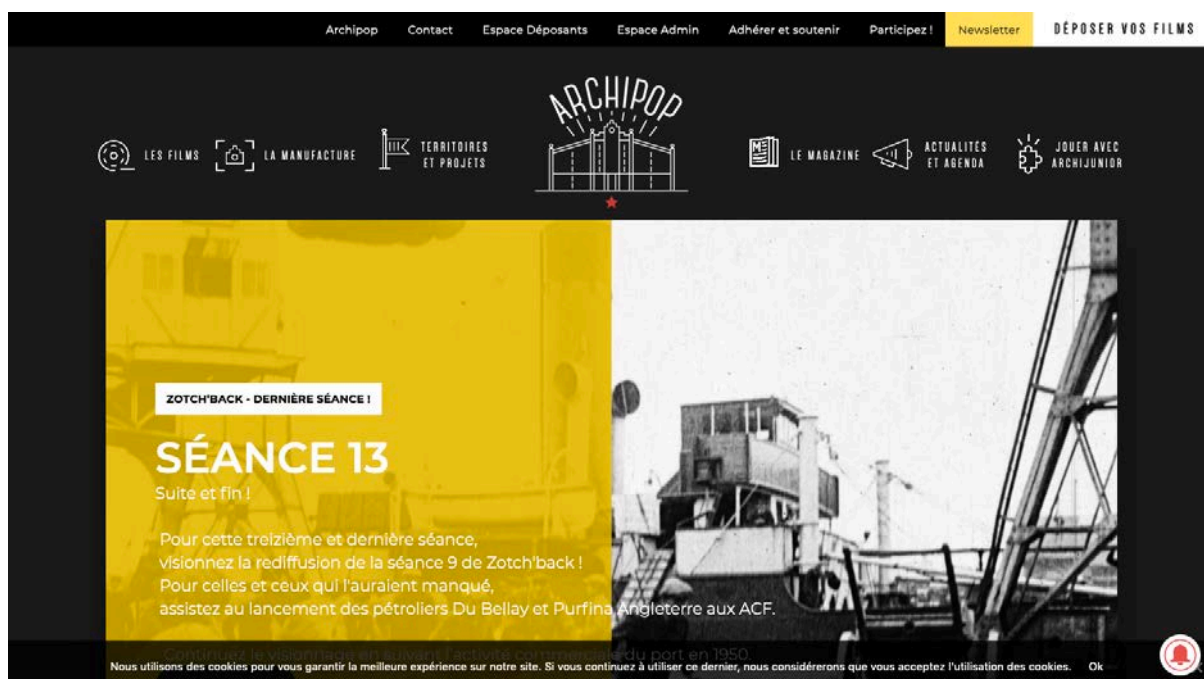 Archipop Contact Espace Déposants Espace Admin Adhérer et soutenir Participez ! Newsletter DÉPOSER VOS FILMS
ARCHIPOP
LES FILMS
LA MANUFACTURE
TERRITOIRES
ET PROJETS
LE MAGAZINE
ACTUALITÉS
ET AGENDA
JOUER AVEC
ARCHIJUNIOR
ZOTCH'BACK - DERNIÈRE SÉANCE !
SÉANCE 13
Suite et fin !
Pour cette treizième et dernière séance,
visionnez la rediffusion de la séance 9 de Zotch'back !
Pour celles et ceux qui l'auraient manqué,
assistez au lancement des pétroliers Du Bellay et Purfina Angleterre aux ACF.
Continuez le visionnage en suivant l'activité commerciale du port en 1950.
Nous utilisons des cookies pour vous garantir la meilleure expérience sur notre site. Si vous continuez à utiliser ce dernier, nous considérerons que vous acceptez l'utilisation des cookies. Ok